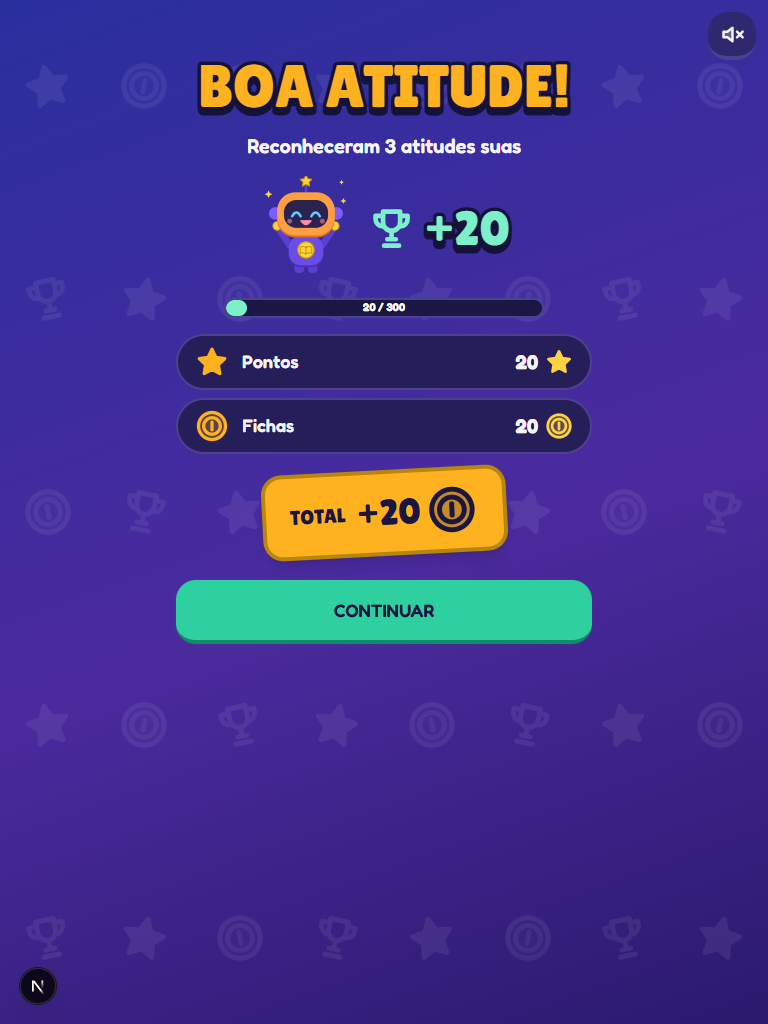 BOA ATITUDE!
Reconheceram 3 atitudes suas
+20
20 / 300
Pontos 20
Fichas 20
TOTAL +20
CONTINUAR
N